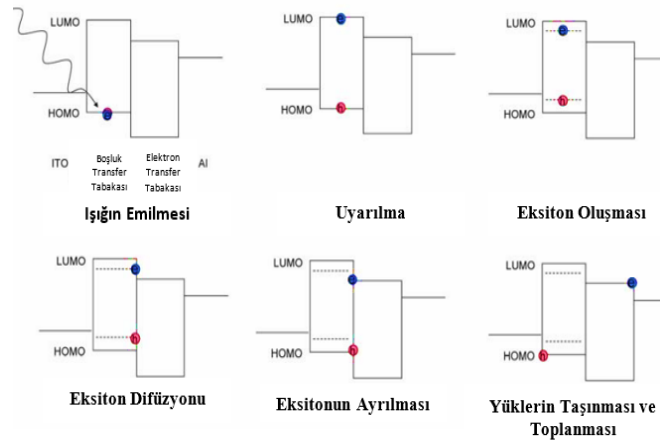 LUMO
HOMO
ITO
Boşluk
Transfer
Tabakası
Elektron
Transfer
Tabakası
Al
Işığın Emilmesi
LUMO
e
HOMO
h
Uyarılma
LUMO
e
HOMO
h
Eksiton Oluşması
LUMO
e
HOMO
h
Eksiton Difüzyonu
LUMO
e
HOMO
h
Eksitonun Ayrılması
LUMO
e
HOMO
h
Yüklerin Taşınması ve
Toplanması